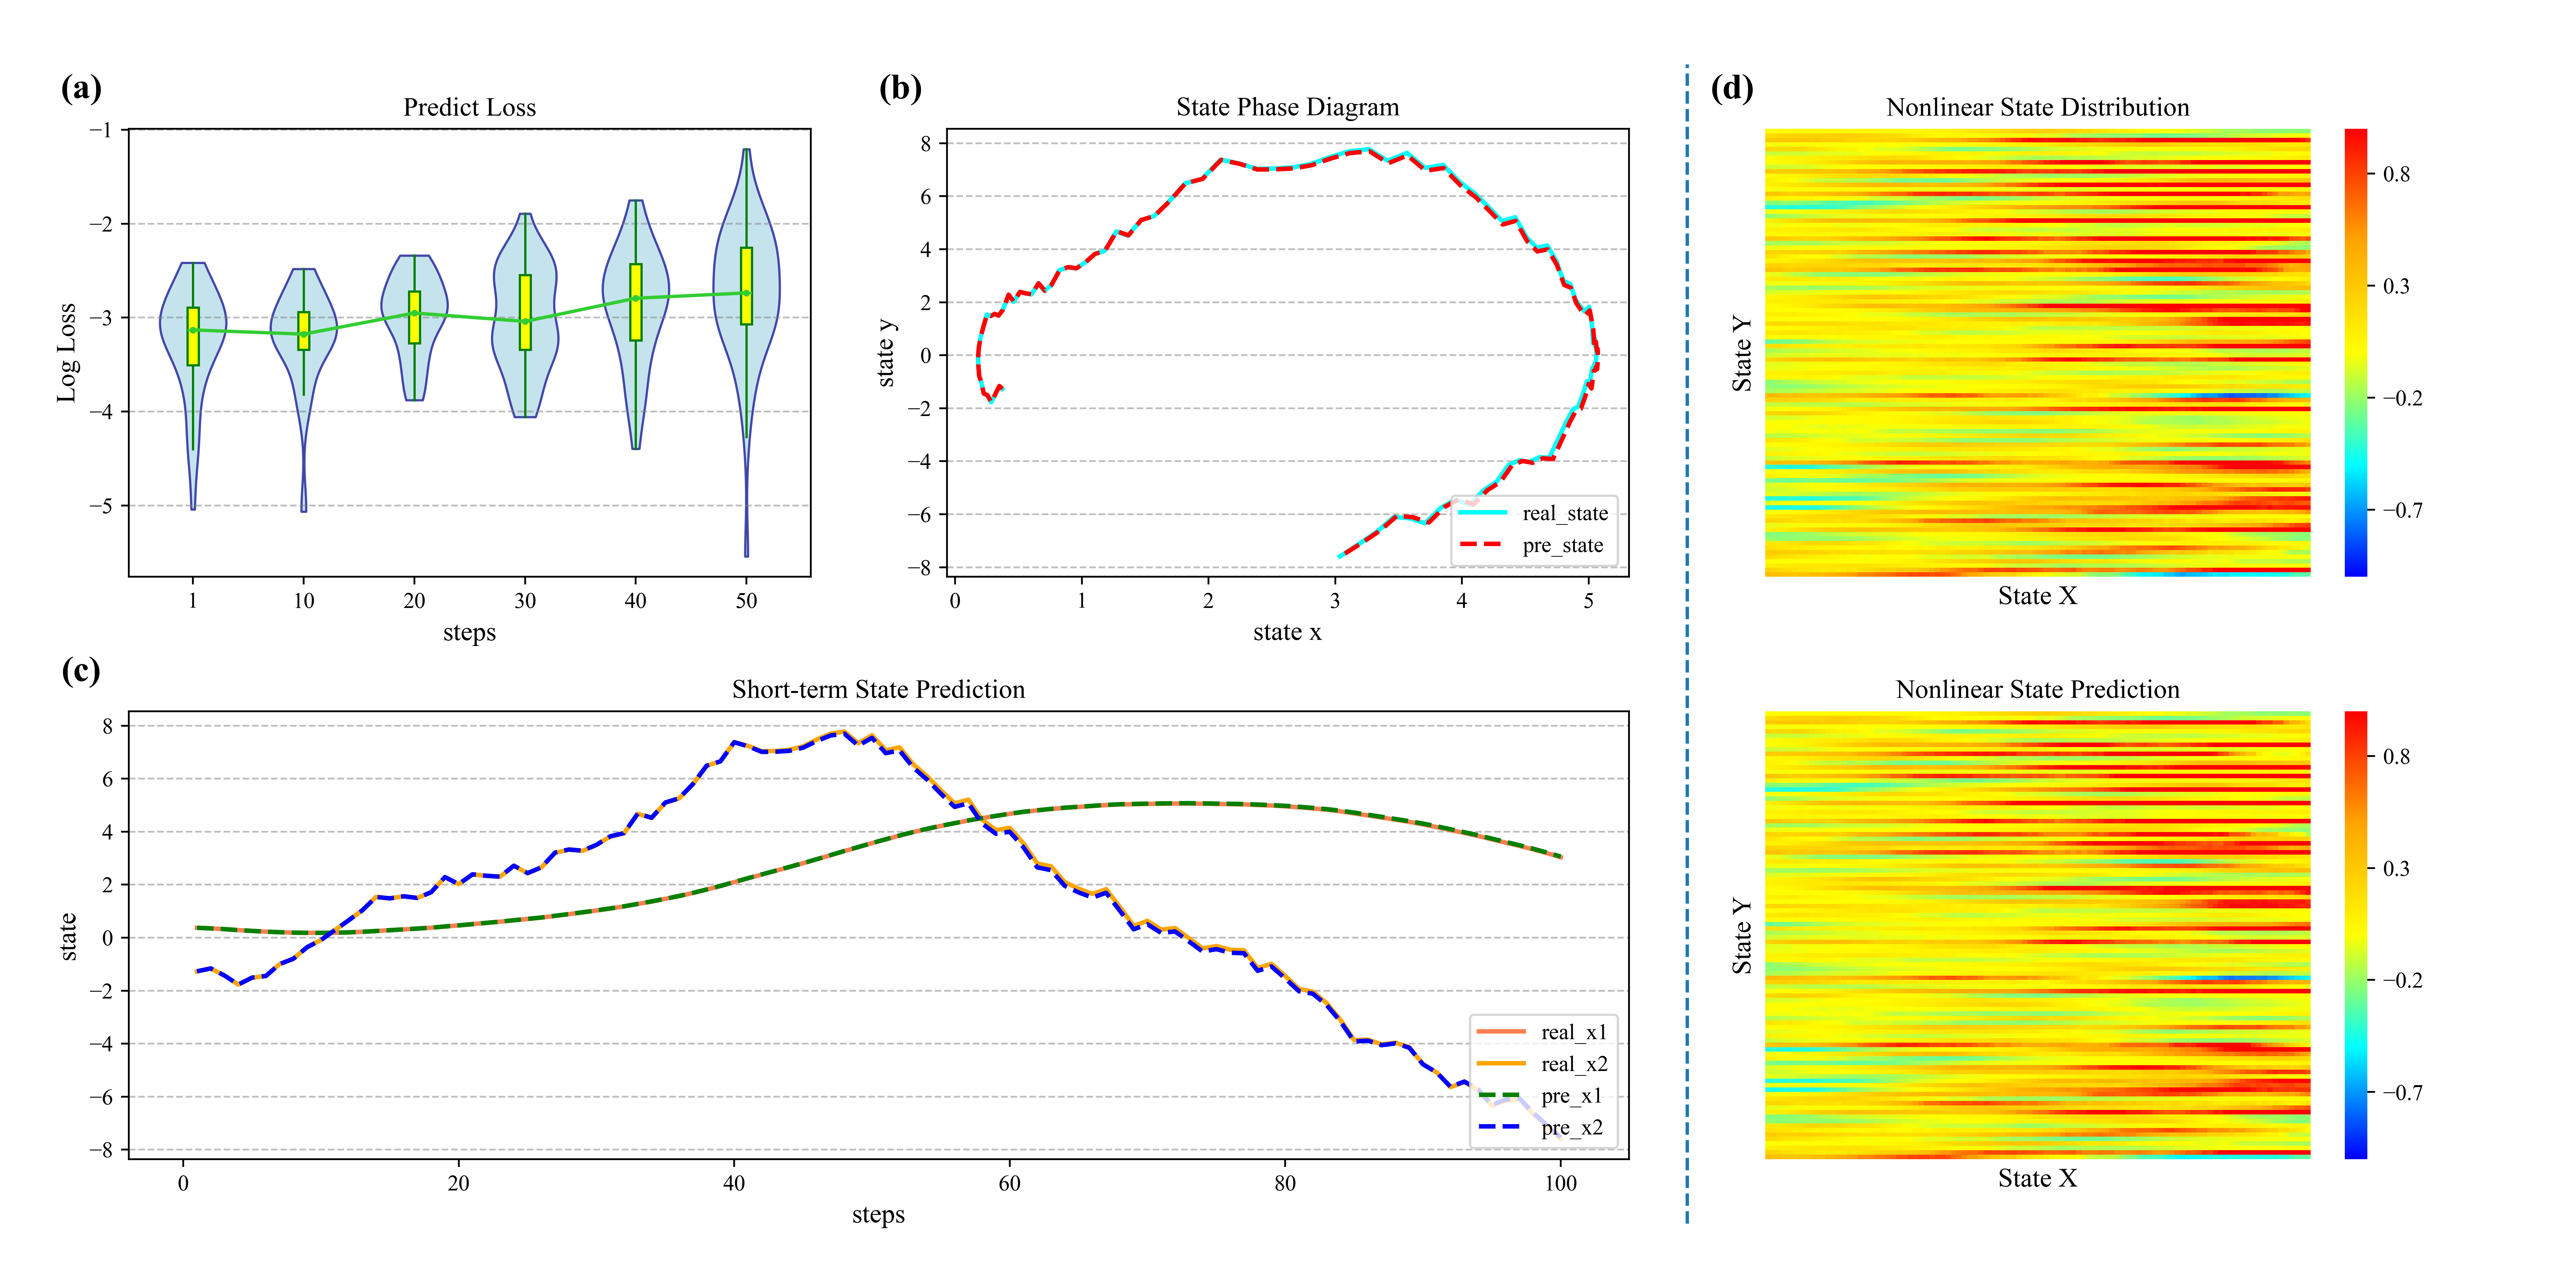 (a)
Predict Loss
−1
−2
−3
−4
−5
Log Loss
1 10 20 30 40 50
steps
(b)
State Phase Diagram
8
6
4
2
0
−2
−4
−6
−8
state y
real_state
pre_state
0 1 2 3 4 5
state x
(c)
Short-term State Prediction
8
6
4
2
0
−2
−4
−6
−8
state
real_x1
real_x2
pre_x1
pre_x2
0 20 40 60 80 100
steps
(d)
Nonlinear State Distribution
State Y
State X
0.8
0.3
−0.2
−0.7
Nonlinear State Prediction
State Y
State X
0.8
0.3
−0.2
−0.7